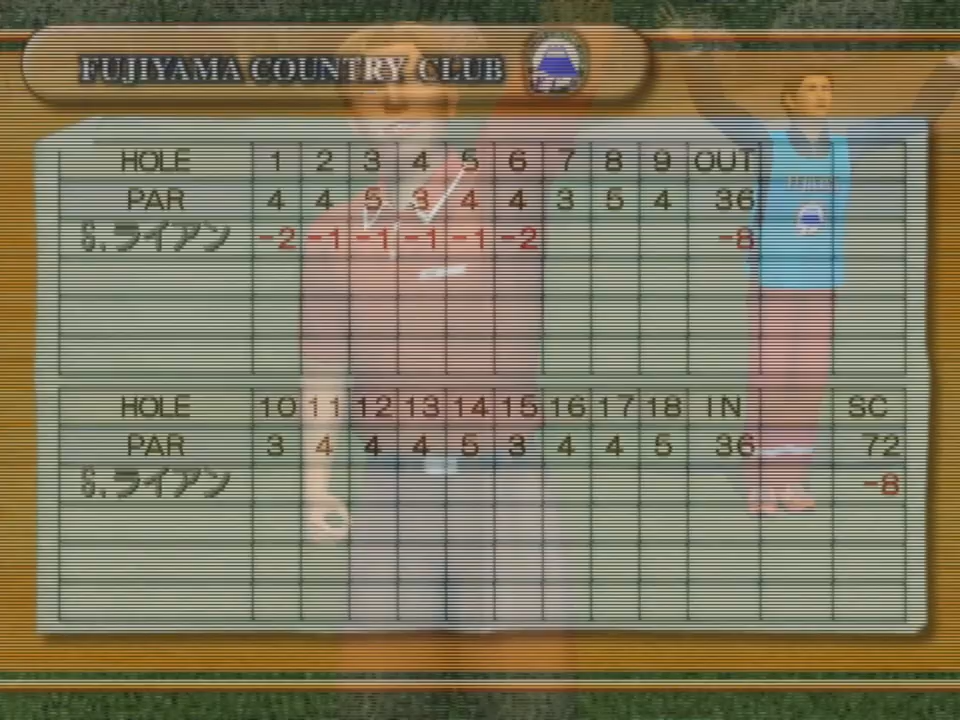 FUJIYAMA COUNTRY CLUB
HOLE 1 2 3 4 5 6 7 8 9 OUT
PAR 4 4 5 3 4 4 3 5 4 36
S.ライアン -2 -1 -1 -1 -1 -2 -8
HOLE 10 11 12 13 14 15 16 17 18 IN SC
PAR 3 4 4 4 5 3 4 4 5 36 72
S.ライアン -8